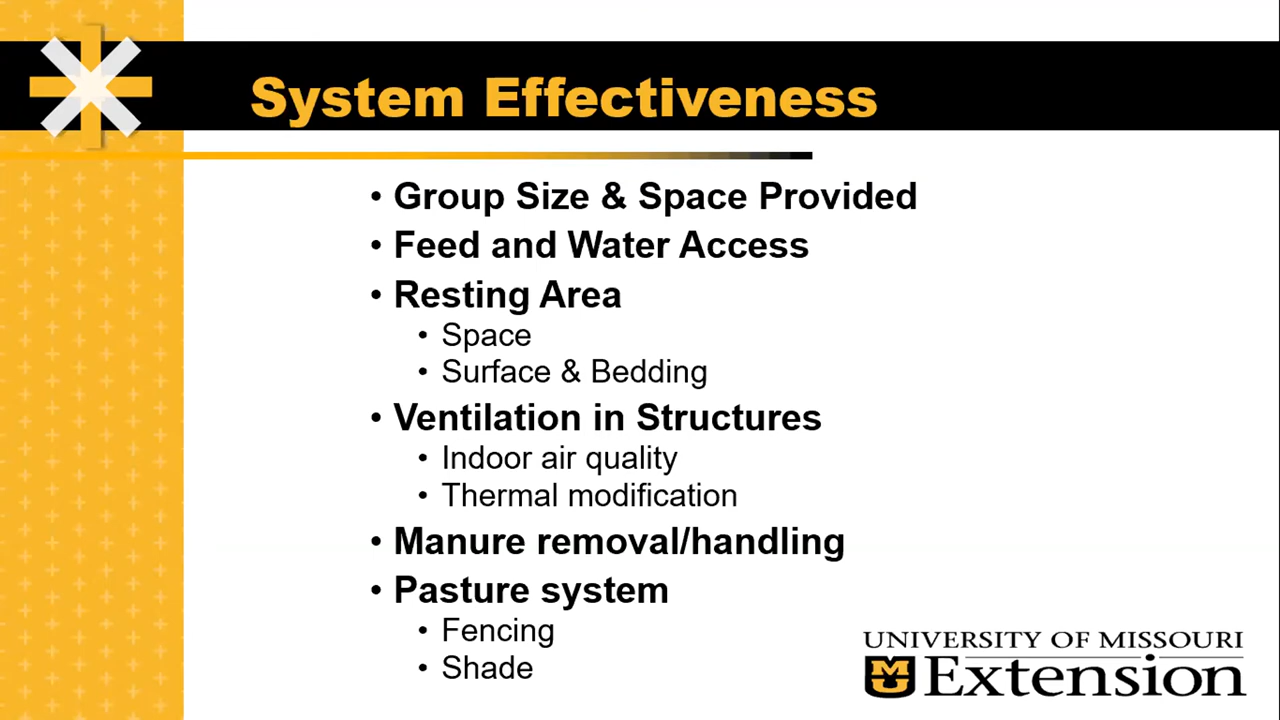 System Effectiveness
• Group Size & Space Provided
• Feed and Water Access
• Resting Area
• Space
• Surface & Bedding
• Ventilation in Structures
• Indoor air quality
• Thermal modification
• Manure removal/handling
• Pasture system
• Fencing
• Shade
UNIVERSITY OF MISSOURI
MU Extension